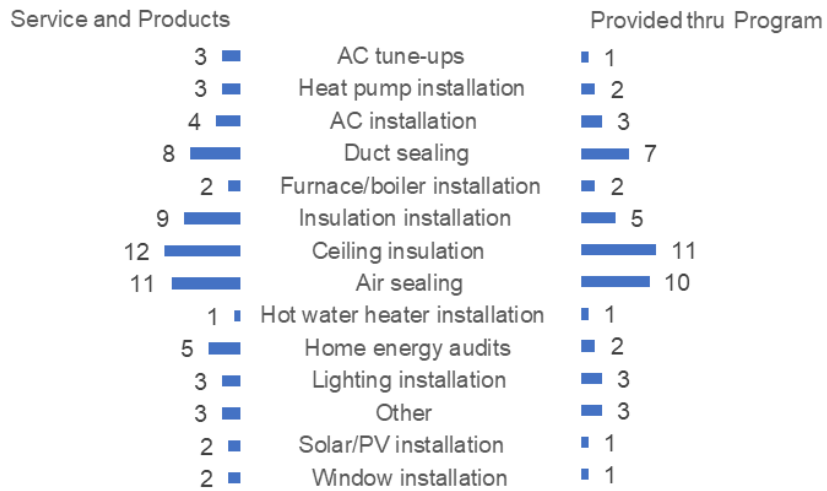 Service and Products Provided thru Program
3 AC tune-ups 1
3 Heat pump installation 2
4 AC installation 3
8 Duct sealing 7
2 Furnace/boiler installation 2
9 Insulation installation 5
12 Ceiling insulation 11
11 Air sealing 10
1 Hot water heater installation 1
5 Home energy audits 2
3 Lighting installation 3
3 Other 3
2 Solar/PV installation 1
2 Window installation 1